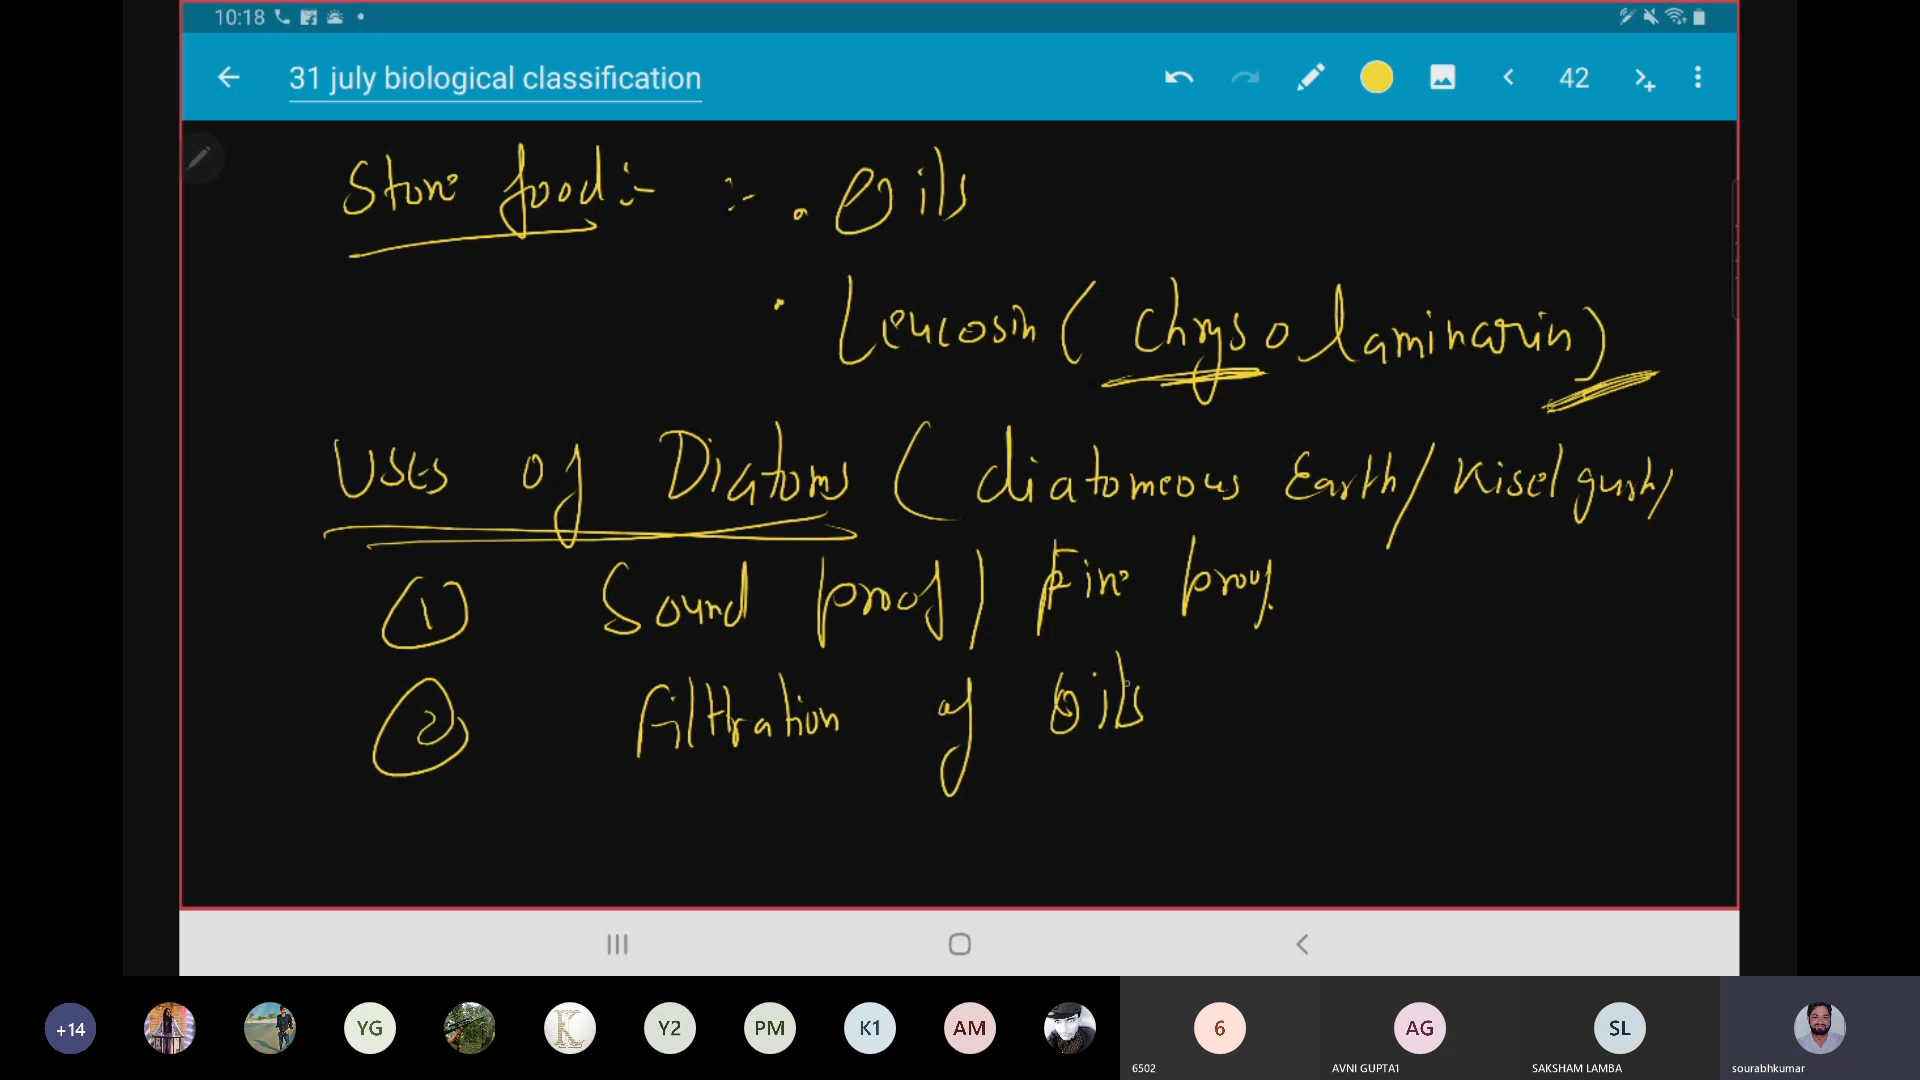 10:18
31 july biological classification
42
Store food :- :- . Oils
. Leucosin ( chryso laminarin )
Uses of Diatoms ( diatomeous Earth / Kisel gush /
1 Sound proof / Fire proof
2 Filtration of Oils
+14 YG K Y2 PM K1 AM 6 AG SL
6502 AVNI GUPTA1 SAKSHAM LAMBA sourabhkumar